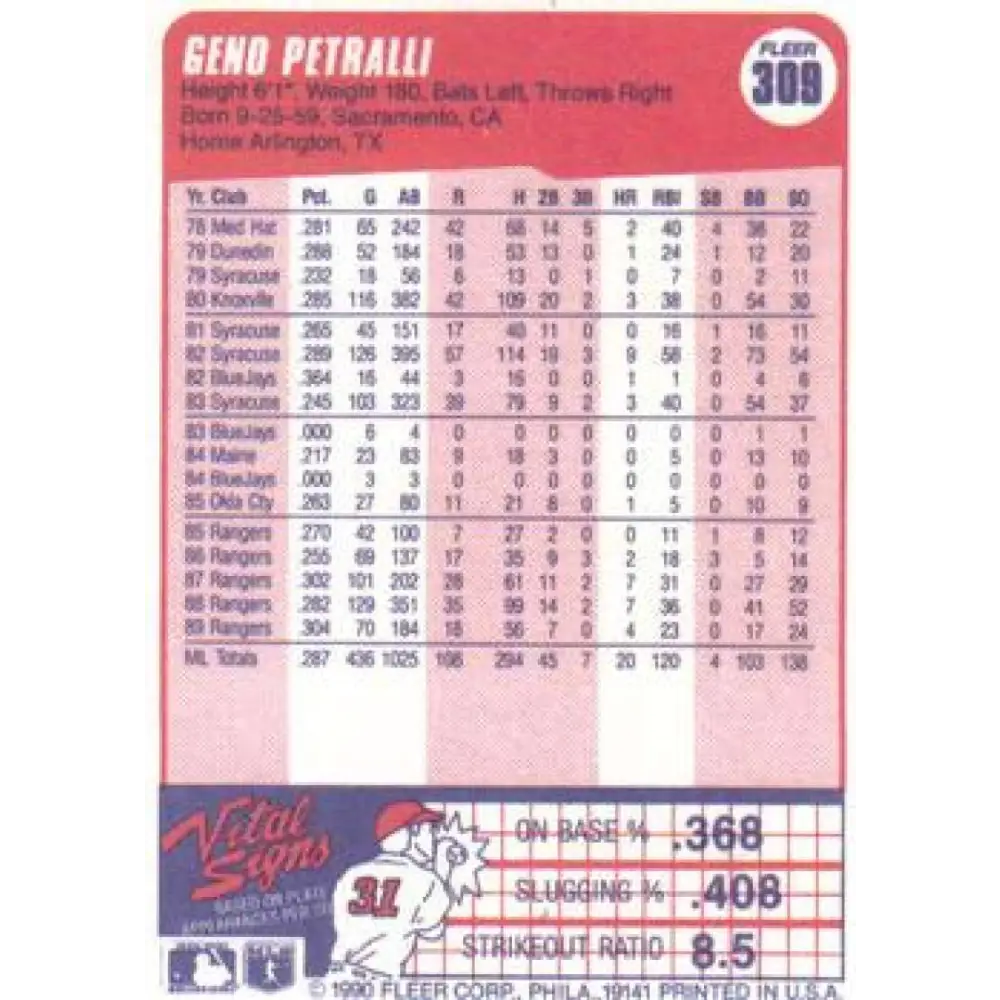 GENO PETRALLI
FLEER
309
Height 6'1", Weight 180, Bats Left, Throws Right
Born 9-25-59, Sacramento, CA
Home Arlington, TX
Yr. Club Pct. G AB R H 2B 3B HR RBI SB BB SO
78 Med Hat .281 65 242 42 68 14 5 2 40 4 38 22
79 Dunedin .288 52 184 18 53 13 0 1 24 1 12 20
79 Syracuse .232 18 56 6 13 0 1 0 7 0 2 11
80 Knoxville .285 116 382 42 109 20 2 3 38 0 54 30
81 Syracuse .265 45 151 17 40 11 0 0 16 1 16 11
82 Syracuse .289 126 395 57 114 19 3 9 58 2 73 54
82 BlueJays .364 16 44 3 16 0 0 1 1 0 4 6
83 Syracuse .245 103 323 39 79 9 2 3 40 0 54 37
83 BlueJays .000 6 4 0 0 0 0 0 0 0 1 1
84 Maine .217 23 83 9 18 3 0 0 5 0 13 10
84 BlueJays .000 3 3 0 0 0 0 0 0 0 0 0
85 Okla Cty .263 27 80 11 21 8 0 1 5 0 10 9
85 Rangers .270 42 100 7 27 2 0 0 11 1 8 12
86 Rangers .255 69 137 17 35 9 3 2 18 3 5 14
87 Rangers .302 101 202 28 61 11 2 7 31 0 27 29
88 Rangers .282 129 351 35 99 14 2 7 36 0 41 52
89 Rangers .304 70 184 18 56 7 0 4 23 0 17 24
ML Totals .287 436 1025 108 294 45 7 20 120 4 103 138
Vital Signs
BASED ON PLATE
APPEARANCES PER
31
ON BASE % .368
SLUGGING % .408
STRIKEOUT RATIO 8.5
© 1990 FLEER CORP., PHILA., 19141 PRINTED IN U.S.A.